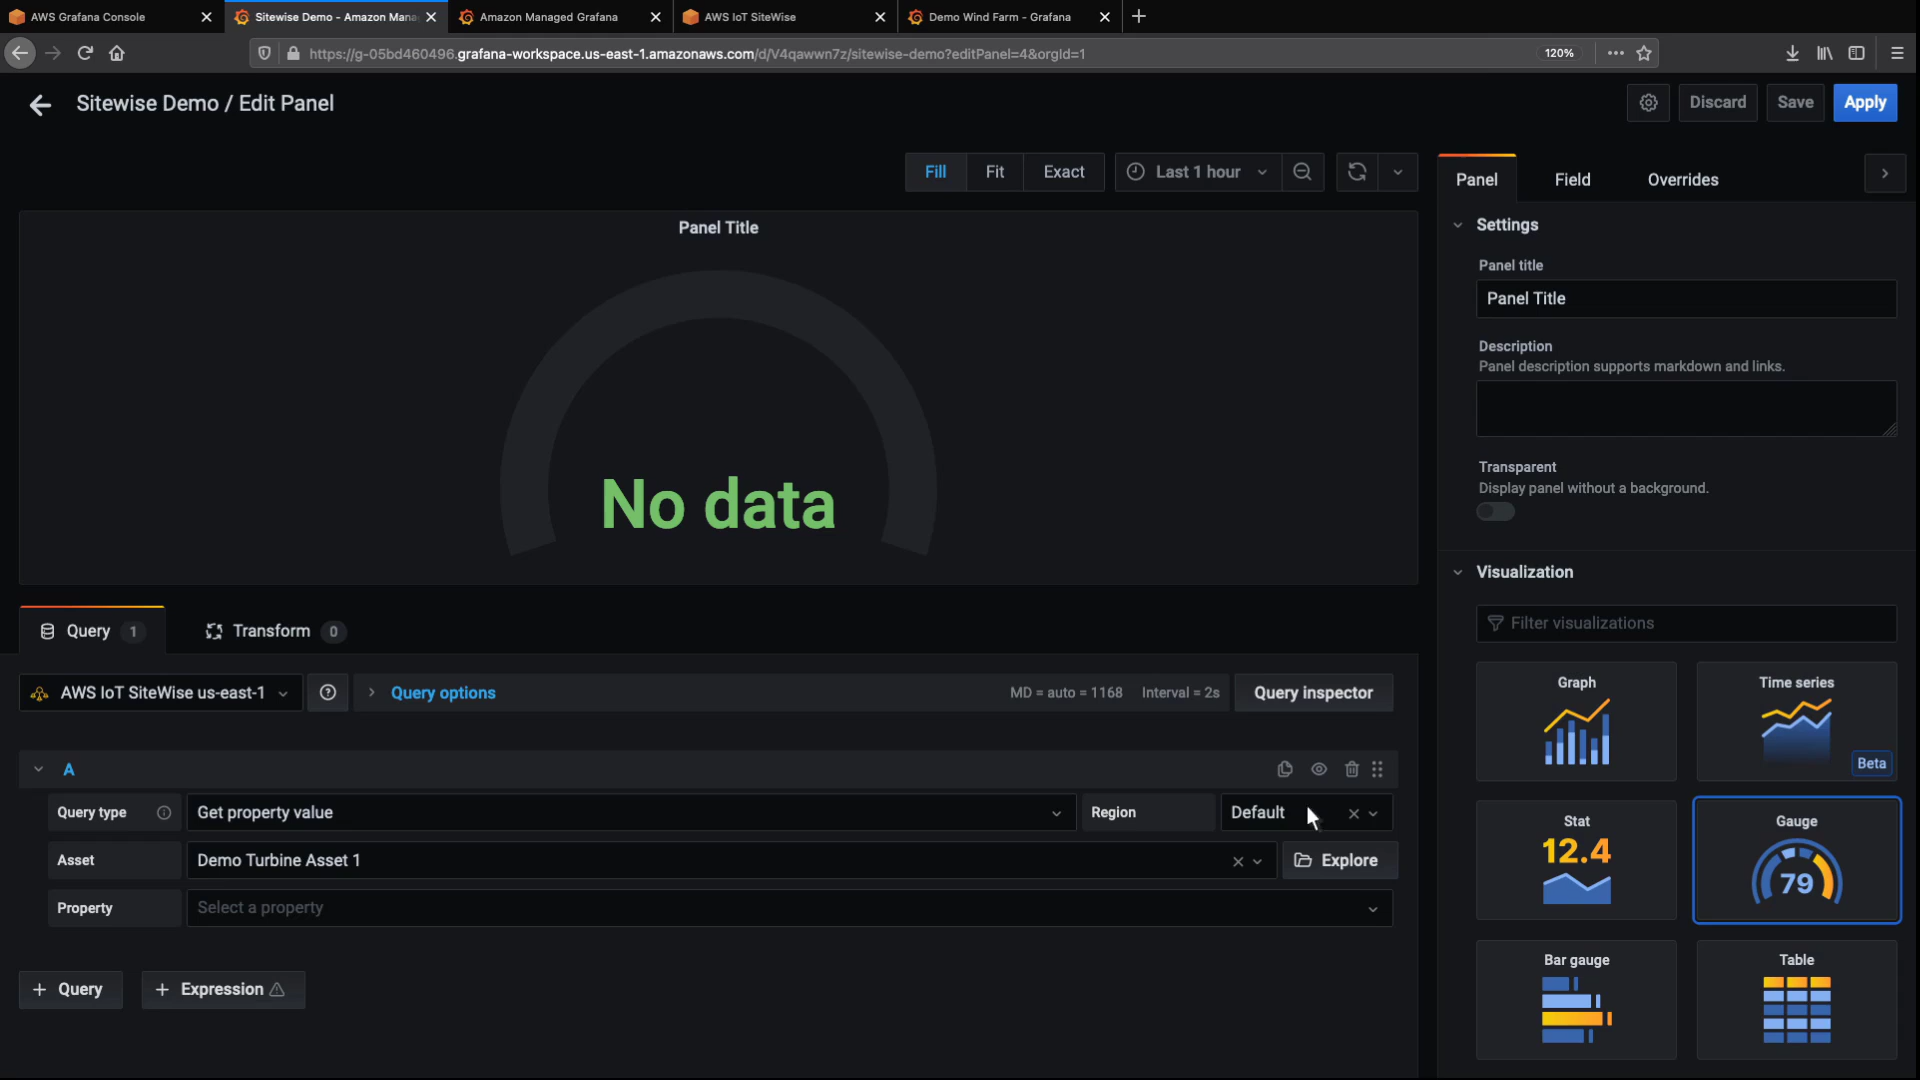 AWS Grafana Console
Sitewise Demo - Amazon Mana
Amazon Managed Grafana
AWS IoT SiteWise
Demo Wind Farm - Grafana
https://g-05bd460496.grafana-workspace.us-east-1.amazonaws.com/d/V4qawwn7z/sitewise-demo?editPanel=4&orgId=1
120%
Sitewise Demo / Edit Panel
Discard
Save
Apply
Fill
Fit
Exact
Last 1 hour
Panel
Field
Overrides
Panel Title
No data
Settings
Panel title
Panel Title
Description
Panel description supports markdown and links.
Transparent
Display panel without a background.
Visualization
Filter visualizations
Graph
Time series
Beta
Stat
12.4
Gauge
79
Bar gauge
Table
Query 1
Transform 0
AWS IoT SiteWise us-east-1
Query options
MD = auto = 1168
Interval = 2s
Query inspector
A
Query type
Get property value
Region
Default
Asset
Demo Turbine Asset 1
Explore
Property
Select a property
+ Query
+ Expression